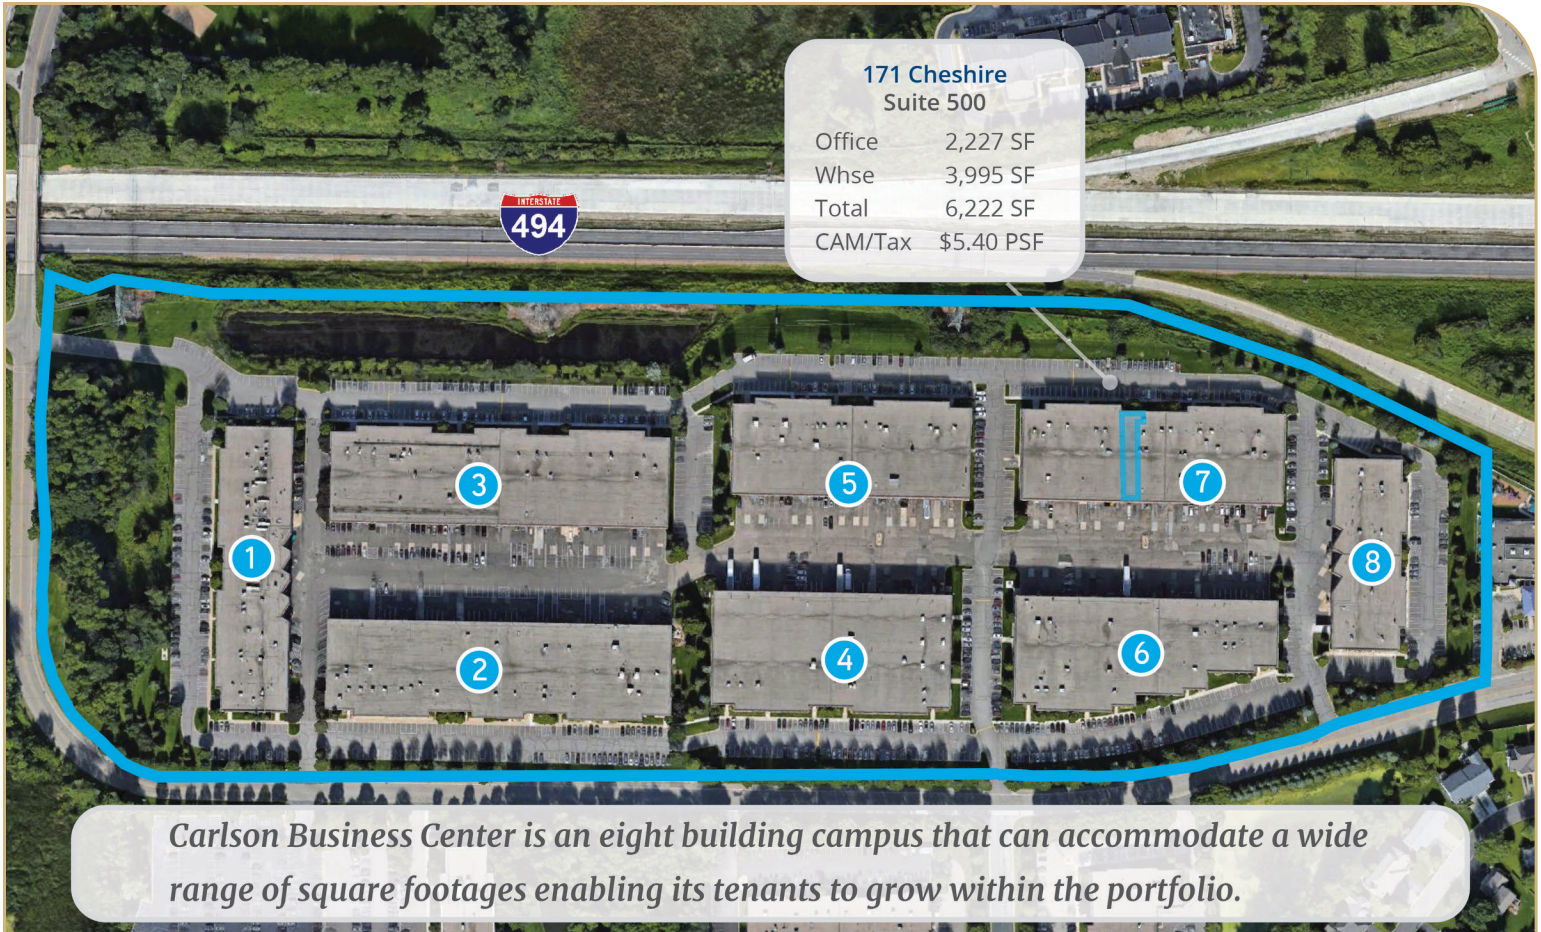 171 Cheshire
Suite 500
Office 2,227 SF
Whse 3,995 SF
Total 6,222 SF
CAM/Tax $5.40 PSF
INTERSTATE
494
3
5
7
1
8
2
4
6
Carlson Business Center is an eight building campus that can accommodate a wide
range of square footages enabling its tenants to grow within the portfolio.